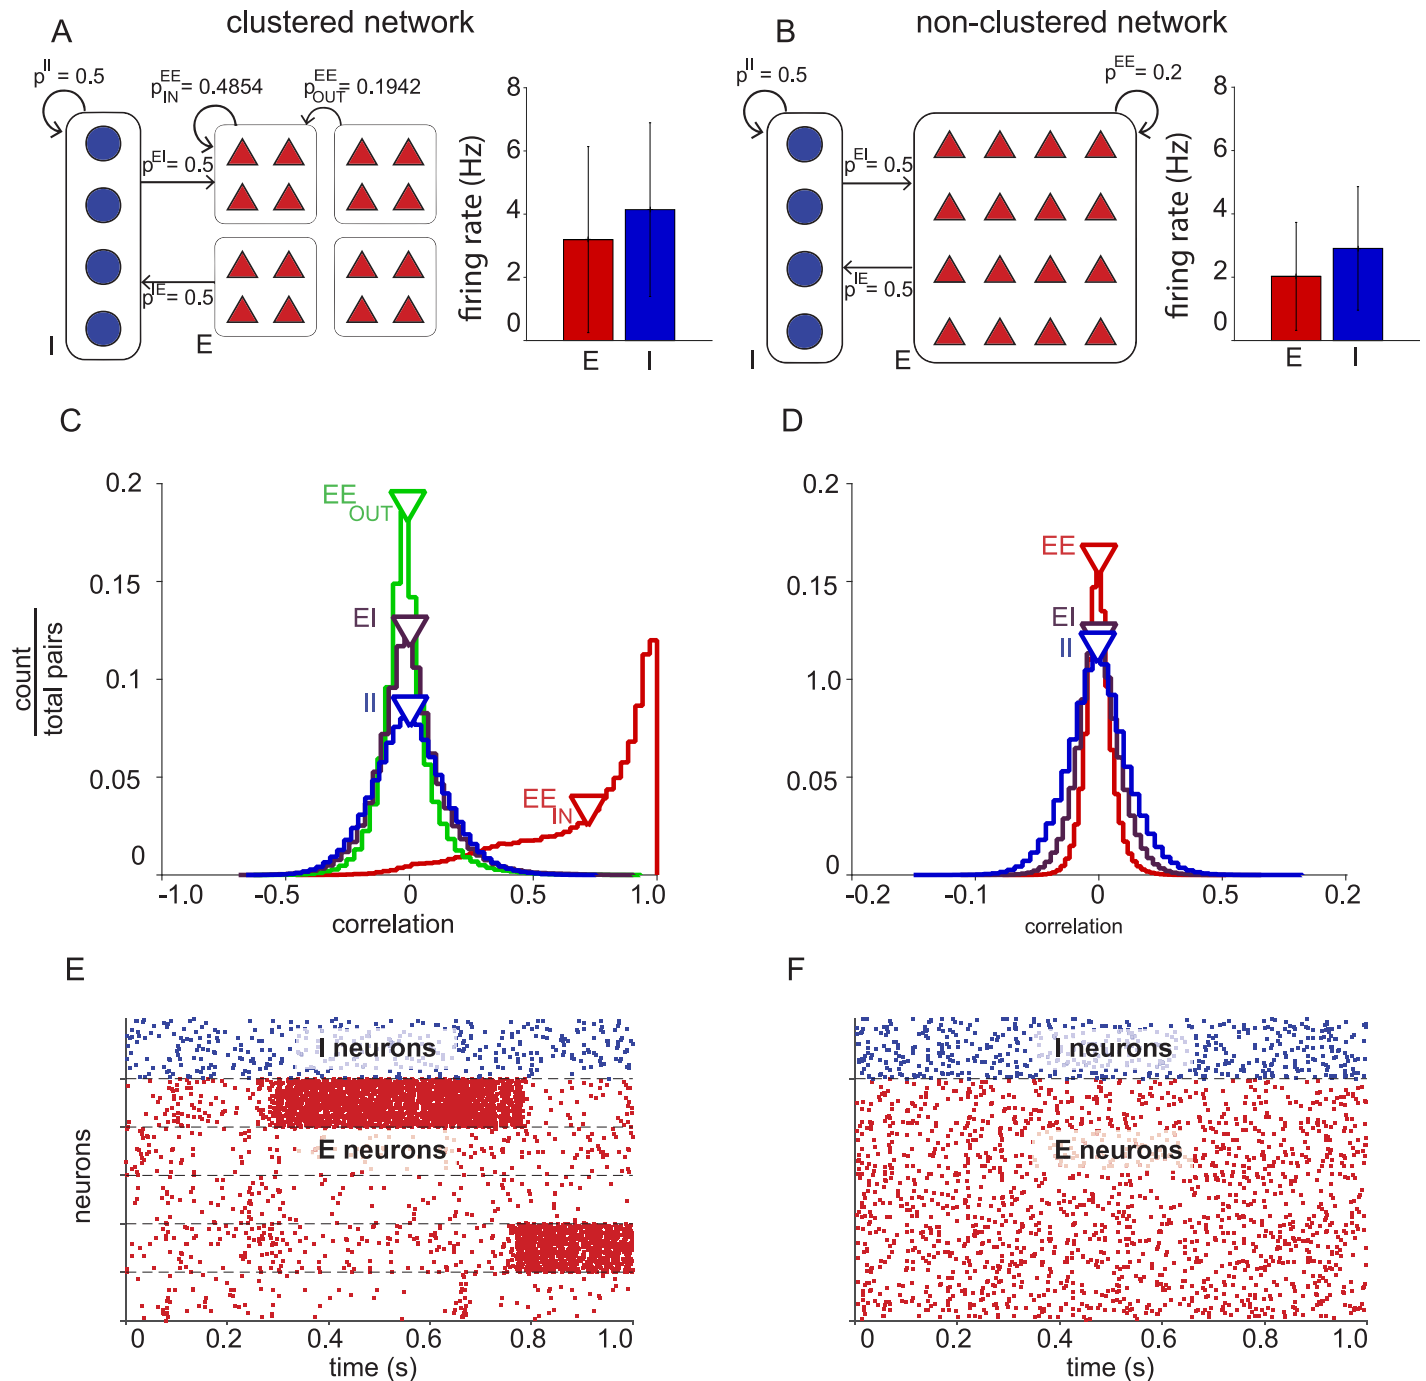 A
clustered network
p^II = 0.5
p^EE_IN = 0.4854
p^EE_OUT = 0.1942
p^EI = 0.5
p^IE = 0.5
I
E
firing rate (Hz)
8
6
4
2
0
E
I
B
non-clustered network
p^II = 0.5
p^EE = 0.2
p^EI = 0.5
p^IE = 0.5
I
E
firing rate (Hz)
8
6
4
2
0
E
I
C
count
total pairs
0.2
0.15
0.1
0.05
0
EE_OUT
EI
II
EE_IN
-1.0
-0.5
0
0.5
1.0
correlation
D
0.2
0.15
1.0
0.05
0
EE
EI
II
-0.2
-0.1
0
0.5
0.2
correlation
E
neurons
I neurons
E neurons
0
0.2
0.4
0.6
0.8
1.0
time (s)
F
I neurons
E neurons
0
0.2
0.4
0.6
0.8
1.0
time (s)